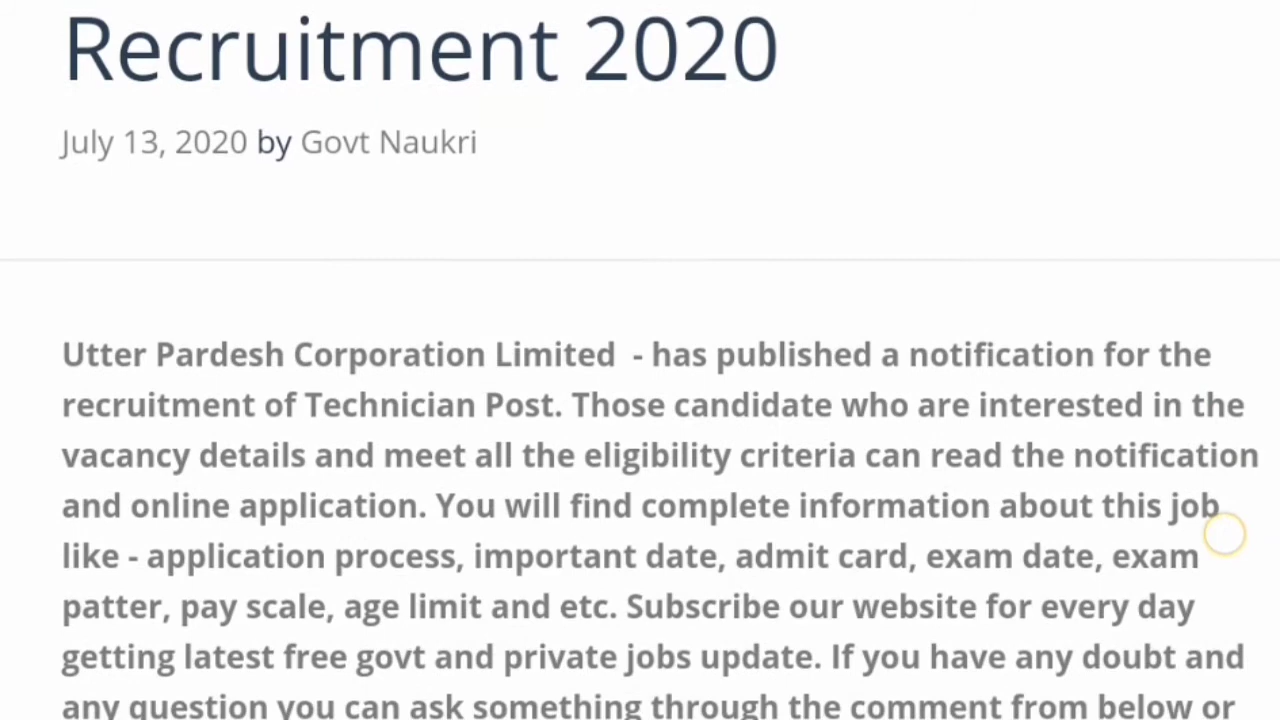 Recruitment 2020
July 13, 2020 by Govt Naukri
Utter Pardesh Corporation Limited - has published a notification for the
recruitment of Technician Post. Those candidate who are interested in the
vacancy details and meet all the eligibility criteria can read the notification
and online application. You will find complete information about this job
like - application process, important date, admit card, exam date, exam
patter, pay scale, age limit and etc. Subscribe our website for every day
getting latest free govt and private jobs update. If you have any doubt and
any question you can ask something through the comment from below or